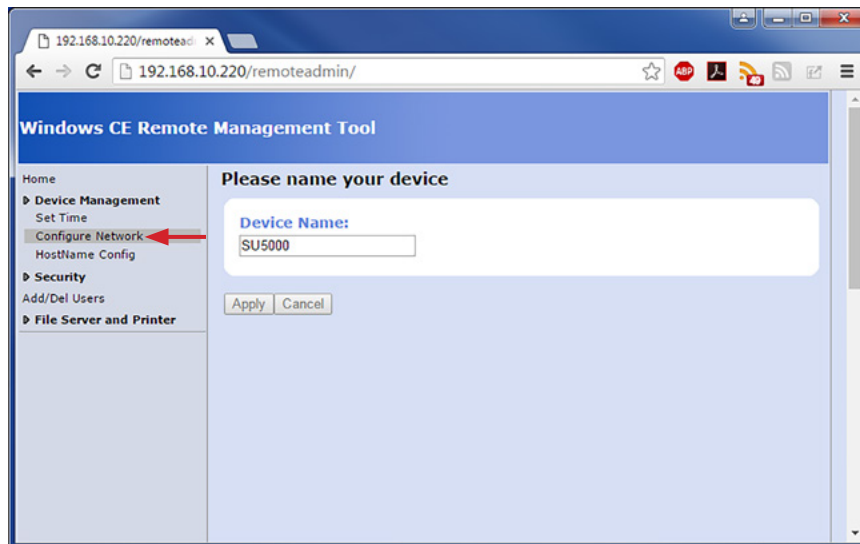 192.168.10.220/remotead
192.168.10.220/remoteadmin/
ABP
Windows CE Remote Management Tool
Home
Device Management
Set Time
Configure Network
HostName Config
Security
Add/Del Users
File Server and Printer
Please name your device
Device Name:
SU5000
Apply Cancel